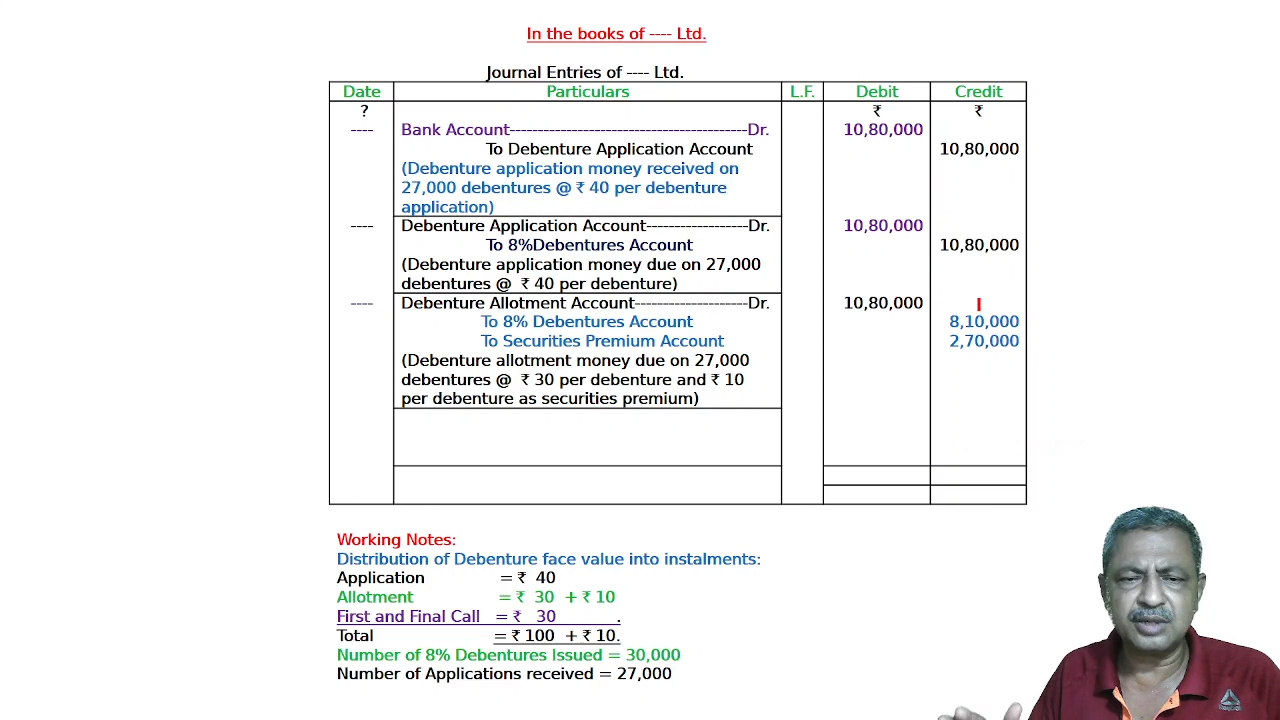 In the books of ---- Ltd.
Journal Entries of ---- Ltd.
Date Particulars L.F. Debit Credit
? ₹ ₹
---- Bank Account------------------------------------------Dr. 10,80,000
To Debenture Application Account 10,80,000
(Debenture application money received on
27,000 debentures @ ₹ 40 per debenture
application)
---- Debenture Application Account------------------Dr. 10,80,000
To 8%Debentures Account 10,80,000
(Debenture application money due on 27,000
debentures @ ₹ 40 per debenture)
---- Debenture Allotment Account--------------------Dr. 10,80,000
To 8% Debentures Account 8,10,000
To Securities Premium Account 2,70,000
(Debenture allotment money due on 27,000
debentures @ ₹ 30 per debenture and ₹ 10
per debenture as securities premium)
Working Notes:
Distribution of Debenture face value into instalments:
Application = ₹ 40
Allotment = ₹ 30 + ₹ 10
First and Final Call = ₹ 30 .
Total = ₹ 100 + ₹ 10.
Number of 8% Debentures Issued = 30,000
Number of Applications received = 27,000